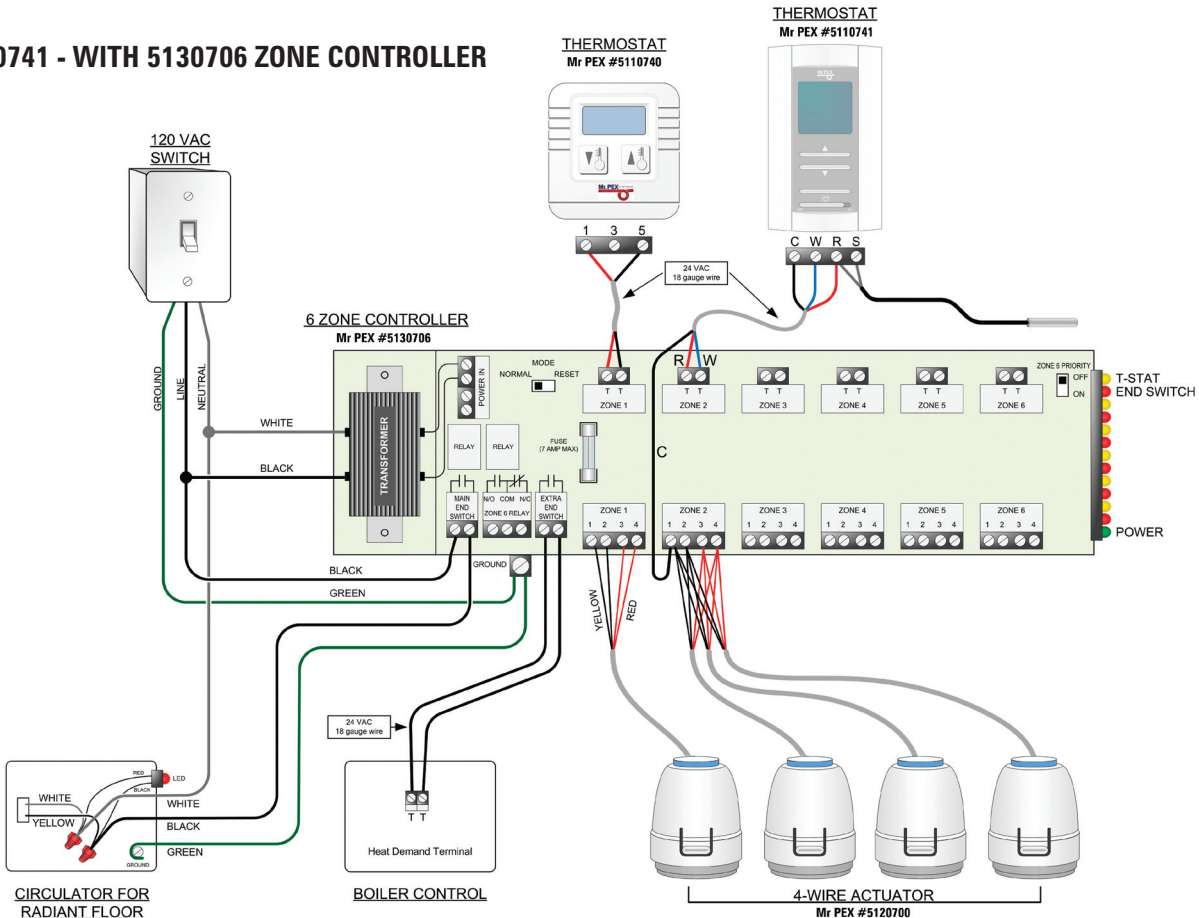 0741 - WITH 5130706 ZONE CONTROLLER
THERMOSTAT
Mr PEX #5110740
THERMOSTAT
Mr PEX #5110741
120 VAC
SWITCH
Mr.PEX
1 3 5
C W R S
24 VAC
18 gauge wire
6 ZONE CONTROLLER
Mr PEX #5130706
GROUND
LINE
NEUTRAL
WHITE
BLACK
TRANSFORMER
POWER IN
MODE
NORMAL RESET
RELAY
RELAY
FUSE
(7 AMP MAX)
R W
C
T T
ZONE 1
T T
ZONE 2
T T
ZONE 3
T T
ZONE 4
T T
ZONE 5
T T
ZONE 6
ZONE 6 PRIORITY
OFF
ON
T-STAT
END SWITCH
POWER
MAIN
END
SWITCH
N/O COM N/C
ZONE 6 RELAY
EXTRA
END
SWITCH
ZONE 1
1 2 3 4
ZONE 2
1 2 3 4
ZONE 3
1 2 3 4
ZONE 4
1 2 3 4
ZONE 5
1 2 3 4
ZONE 6
1 2 3 4
GROUND
BLACK
GREEN
YELLOW
RED
24 VAC
18 gauge wire
RED
BLACK
LED
WHITE
YELLOW
WHITE
BLACK
GREEN
GROUND
CIRCULATOR FOR
RADIANT FLOOR
T T
Heat Demand Terminal
BOILER CONTROL
4-WIRE ACTUATOR
Mr PEX #5120700